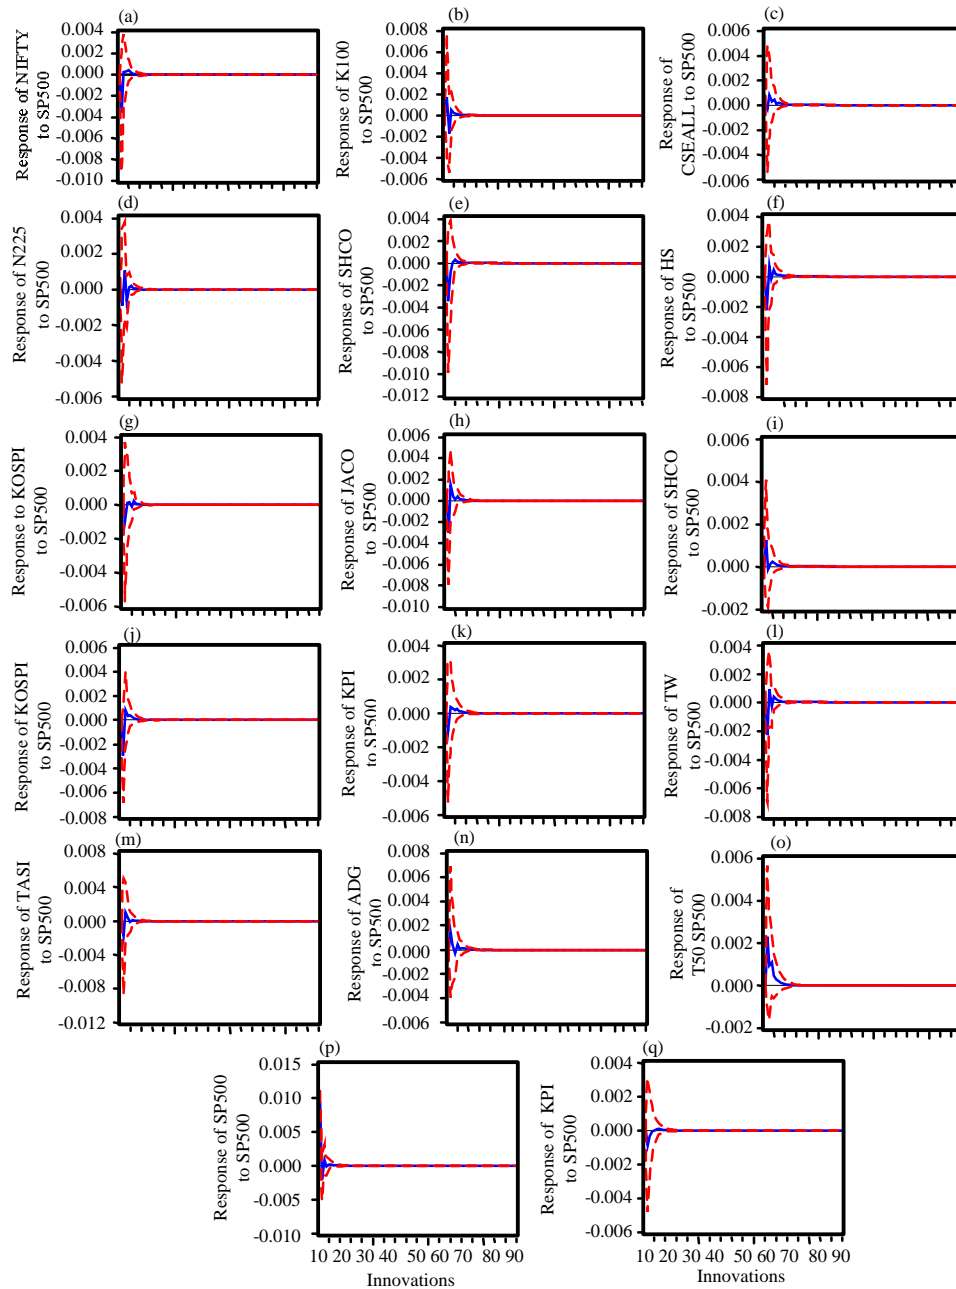 (a)
Response of NIFTY
to SP500
0.004
0.002
0.000
-0.002
-0.004
-0.006
-0.008
-0.010
(b)
Response of K100
to SP500
0.008
0.006
0.004
0.002
0.000
-0.002
-0.004
-0.006
(c)
Response of
CSEALL to SP500
0.006
0.004
0.002
0.000
-0.002
-0.004
-0.006
(d)
Response of N225
to SP500
0.004
0.002
0.000
-0.002
-0.004
-0.006
(e)
Response of SHCO
to SP500
0.004
0.002
0.000
-0.002
-0.004
-0.006
-0.008
-0.010
-0.012
(f)
Response of HS
to SP500
0.004
0.002
0.000
-0.002
-0.004
-0.006
-0.008
(g)
Response to KOSPI
to SP500
0.004
0.002
0.000
-0.002
-0.004
-0.006
(h)
Response of JACO
to SP500
0.006
0.004
0.002
0.000
-0.002
-0.004
-0.006
-0.008
-0.010
(i)
Response of SHCO
to SP500
0.006
0.004
0.002
0.000
-0.002
(j)
Response of KOSPI
to SP500
0.006
0.004
0.002
0.000
-0.002
-0.004
-0.006
-0.008
(k)
Response of KPI
to SP500
0.004
0.002
0.000
-0.002
-0.004
-0.006
(l)
Response of TW
to SP500
0.004
0.002
0.000
-0.002
-0.004
-0.006
-0.008
(m)
Response of TASI
to SP500
0.008
0.004
0.000
-0.004
-0.008
-0.012
(n)
Response of ADG
to SP500
0.008
0.006
0.004
0.002
0.000
-0.002
-0.004
-0.006
(o)
Response of
T50 SP500
0.006
0.004
0.002
0.000
-0.002
(p)
Response of SP500
to SP500
0.015
0.010
0.005
0.000
-0.005
-0.010
10 20 30 40 50 60 70 80 90
Innovations
(q)
Response of KPI
to SP500
0.004
0.002
0.000
-0.002
-0.004
-0.006
10 20 30 40 50 60 70 80 90
Innovations